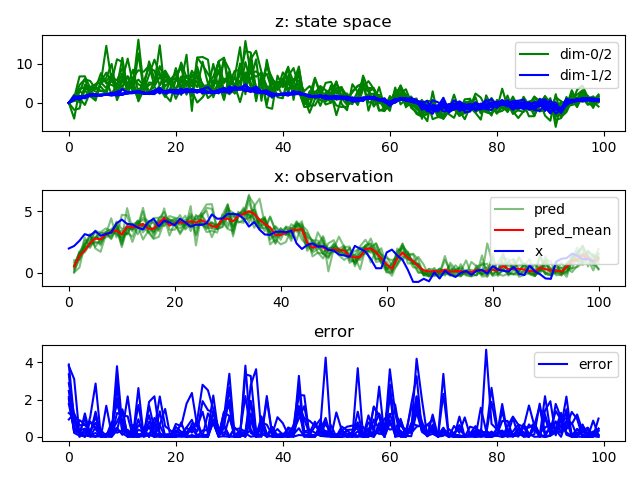 z: state space
10
0
dim-0/2
dim-1/2
0 20 40 60 80 100
x: observation
5
0
pred
pred_mean
x
0 20 40 60 80 100
error
4
2
0
error
0 20 40 60 80 100